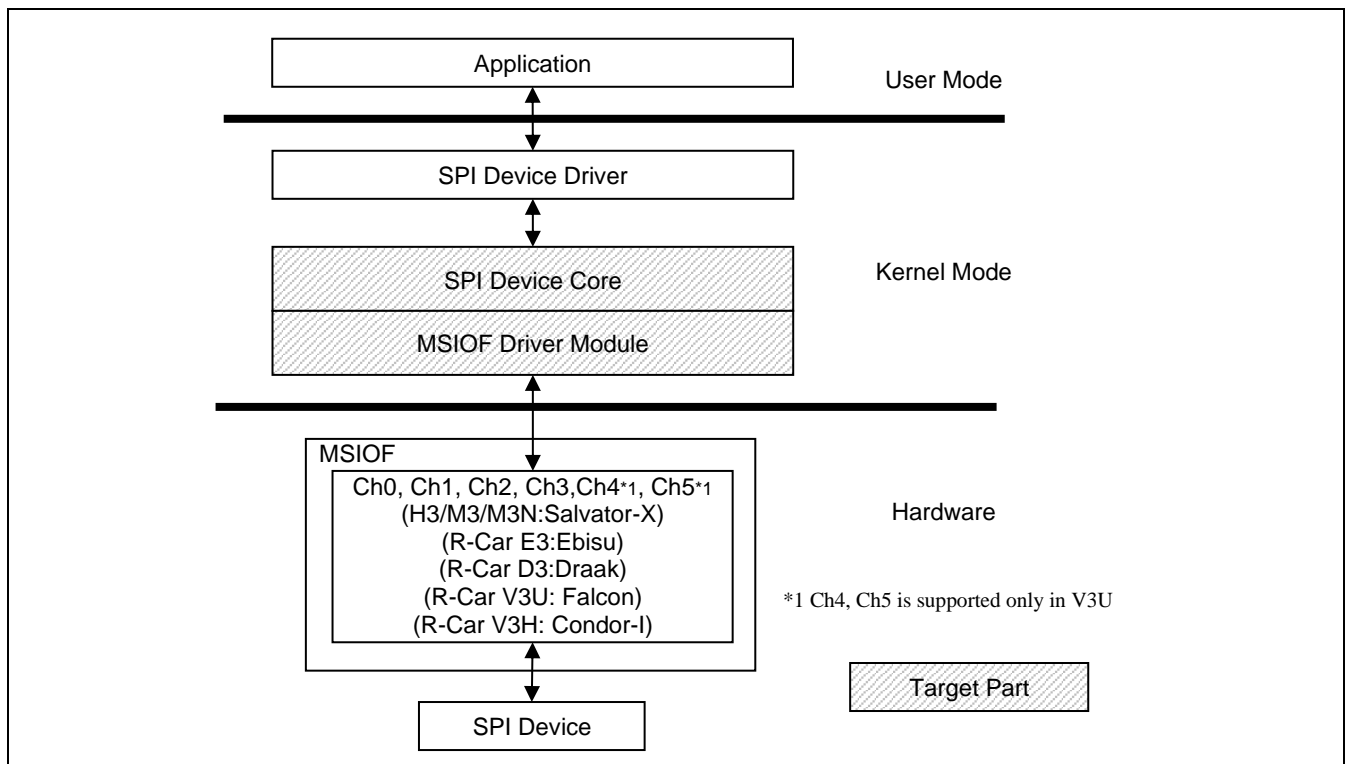 Application
User Mode
SPI Device Driver
SPI Device Core
Kernel Mode
MSIOF Driver Module
MSIOF
Ch0, Ch1, Ch2, Ch3,Ch4*1, Ch5*1
(H3/M3/M3N:Salvator-X)
(R-Car E3:Ebisu)
(R-Car D3:Draak)
(R-Car V3U: Falcon)
(R-Car V3H: Condor-I)
Hardware
*1 Ch4, Ch5 is supported only in V3U
Target Part
SPI Device